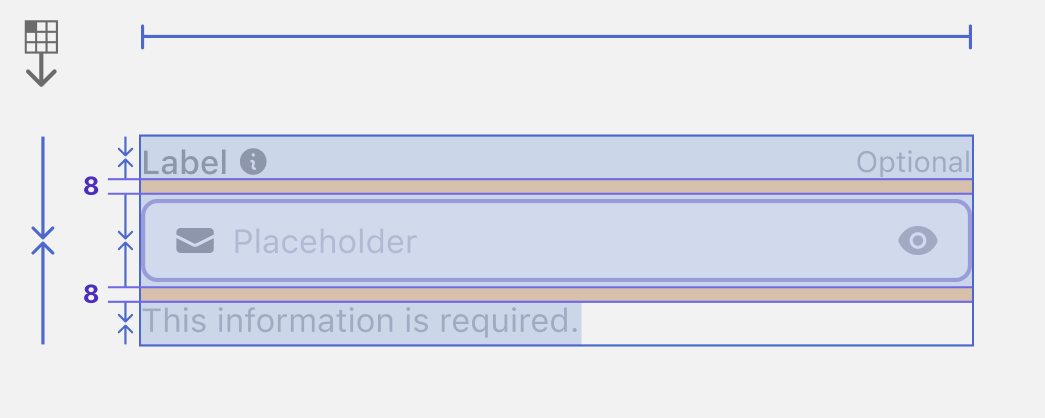 Label Optional
8
Placeholder
8
This information is required.